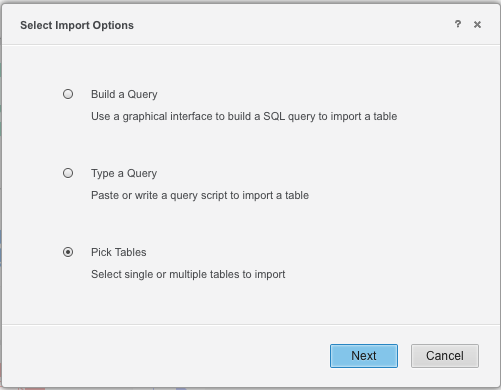 Select Import Options
?
Build a Query
Use a graphical interface to build a SQL query to import a table
Type a Query
Paste or write a query script to import a table
Pick Tables
Select single or multiple tables to import
Next
Cancel